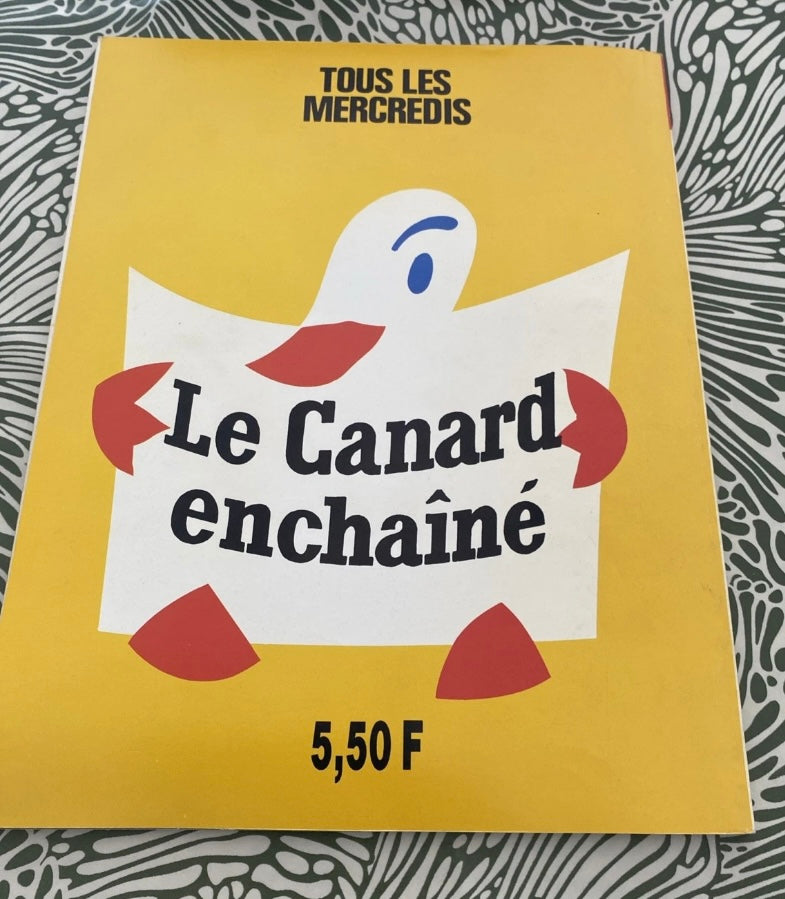 TOUS LES
MERCREDIS
Le Canard
enchaîné
5,50 F